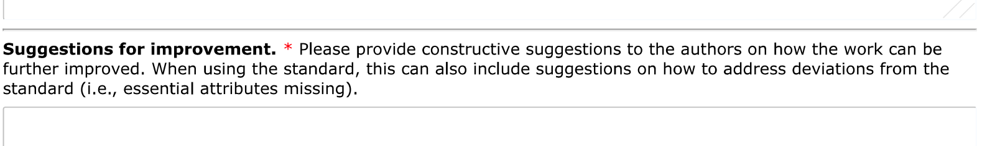 Suggestions for improvement. * Please provide constructive suggestions to the authors on how the work can be
further improved. When using the standard, this can also include suggestions on how to address deviations from the
standard (i.e., essential attributes missing).